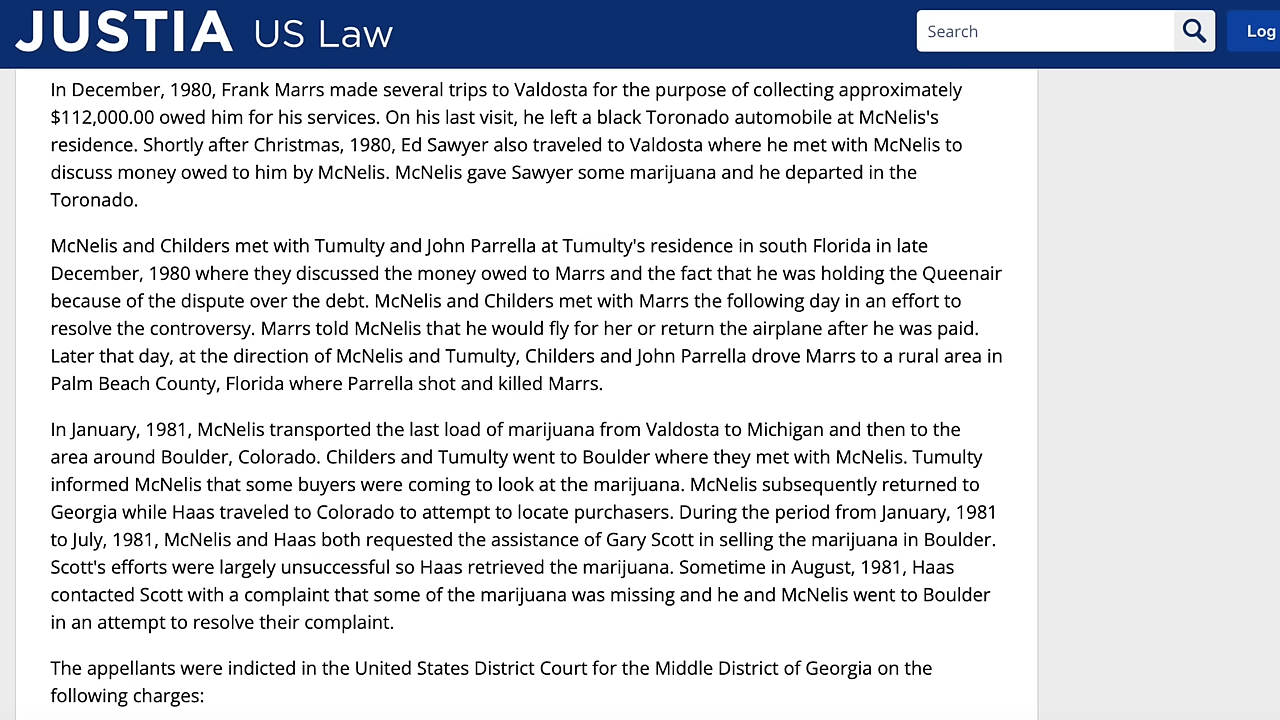 JUSTIA US Law
Search
Log
In December, 1980, Frank Marrs made several trips to Valdosta for the purpose of collecting approximately
$112,000.00 owed him for his services. On his last visit, he left a black Toronado automobile at McNelis's
residence. Shortly after Christmas, 1980, Ed Sawyer also traveled to Valdosta where he met with McNelis to
discuss money owed to him by McNelis. McNelis gave Sawyer some marijuana and he departed in the
Toronado.
McNelis and Childers met with Tumulty and John Parrella at Tumulty's residence in south Florida in late
December, 1980 where they discussed the money owed to Marrs and the fact that he was holding the Queenair
because of the dispute over the debt. McNelis and Childers met with Marrs the following day in an effort to
resolve the controversy. Marrs told McNelis that he would fly for her or return the airplane after he was paid.
Later that day, at the direction of McNelis and Tumulty, Childers and John Parrella drove Marrs to a rural area in
Palm Beach County, Florida where Parrella shot and killed Marrs.
In January, 1981, McNelis transported the last load of marijuana from Valdosta to Michigan and then to the
area around Boulder, Colorado. Childers and Tumulty went to Boulder where they met with McNelis. Tumulty
informed McNelis that some buyers were coming to look at the marijuana. McNelis subsequently returned to
Georgia while Haas traveled to Colorado to attempt to locate purchasers. During the period from January, 1981
to July, 1981, McNelis and Haas both requested the assistance of Gary Scott in selling the marijuana in Boulder.
Scott's efforts were largely unsuccessful so Haas retrieved the marijuana. Sometime in August, 1981, Haas
contacted Scott with a complaint that some of the marijuana was missing and he and McNelis went to Boulder
in an attempt to resolve their complaint.
The appellants were indicted in the United States District Court for the Middle District of Georgia on the
following charges: